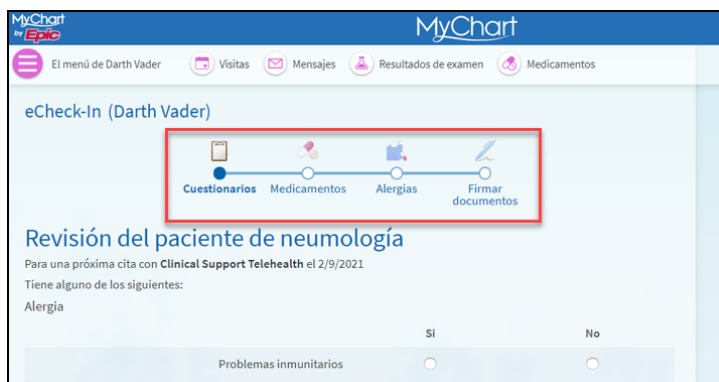 MyChart
by Epic
MyChart
El menú de Darth Vader
Visitas
Mensajes
Resultados de examen
Medicamentos
eCheck-In (Darth Vader)
Cuestionarios
Medicamentos
Alergias
Firmar
documentos
Revisión del paciente de neumología
Para una próxima cita con Clinical Support Telehealth el 2/9/2021
Tiene alguno de los siguientes:
Alergia
Si No
Problemas inmunitarios